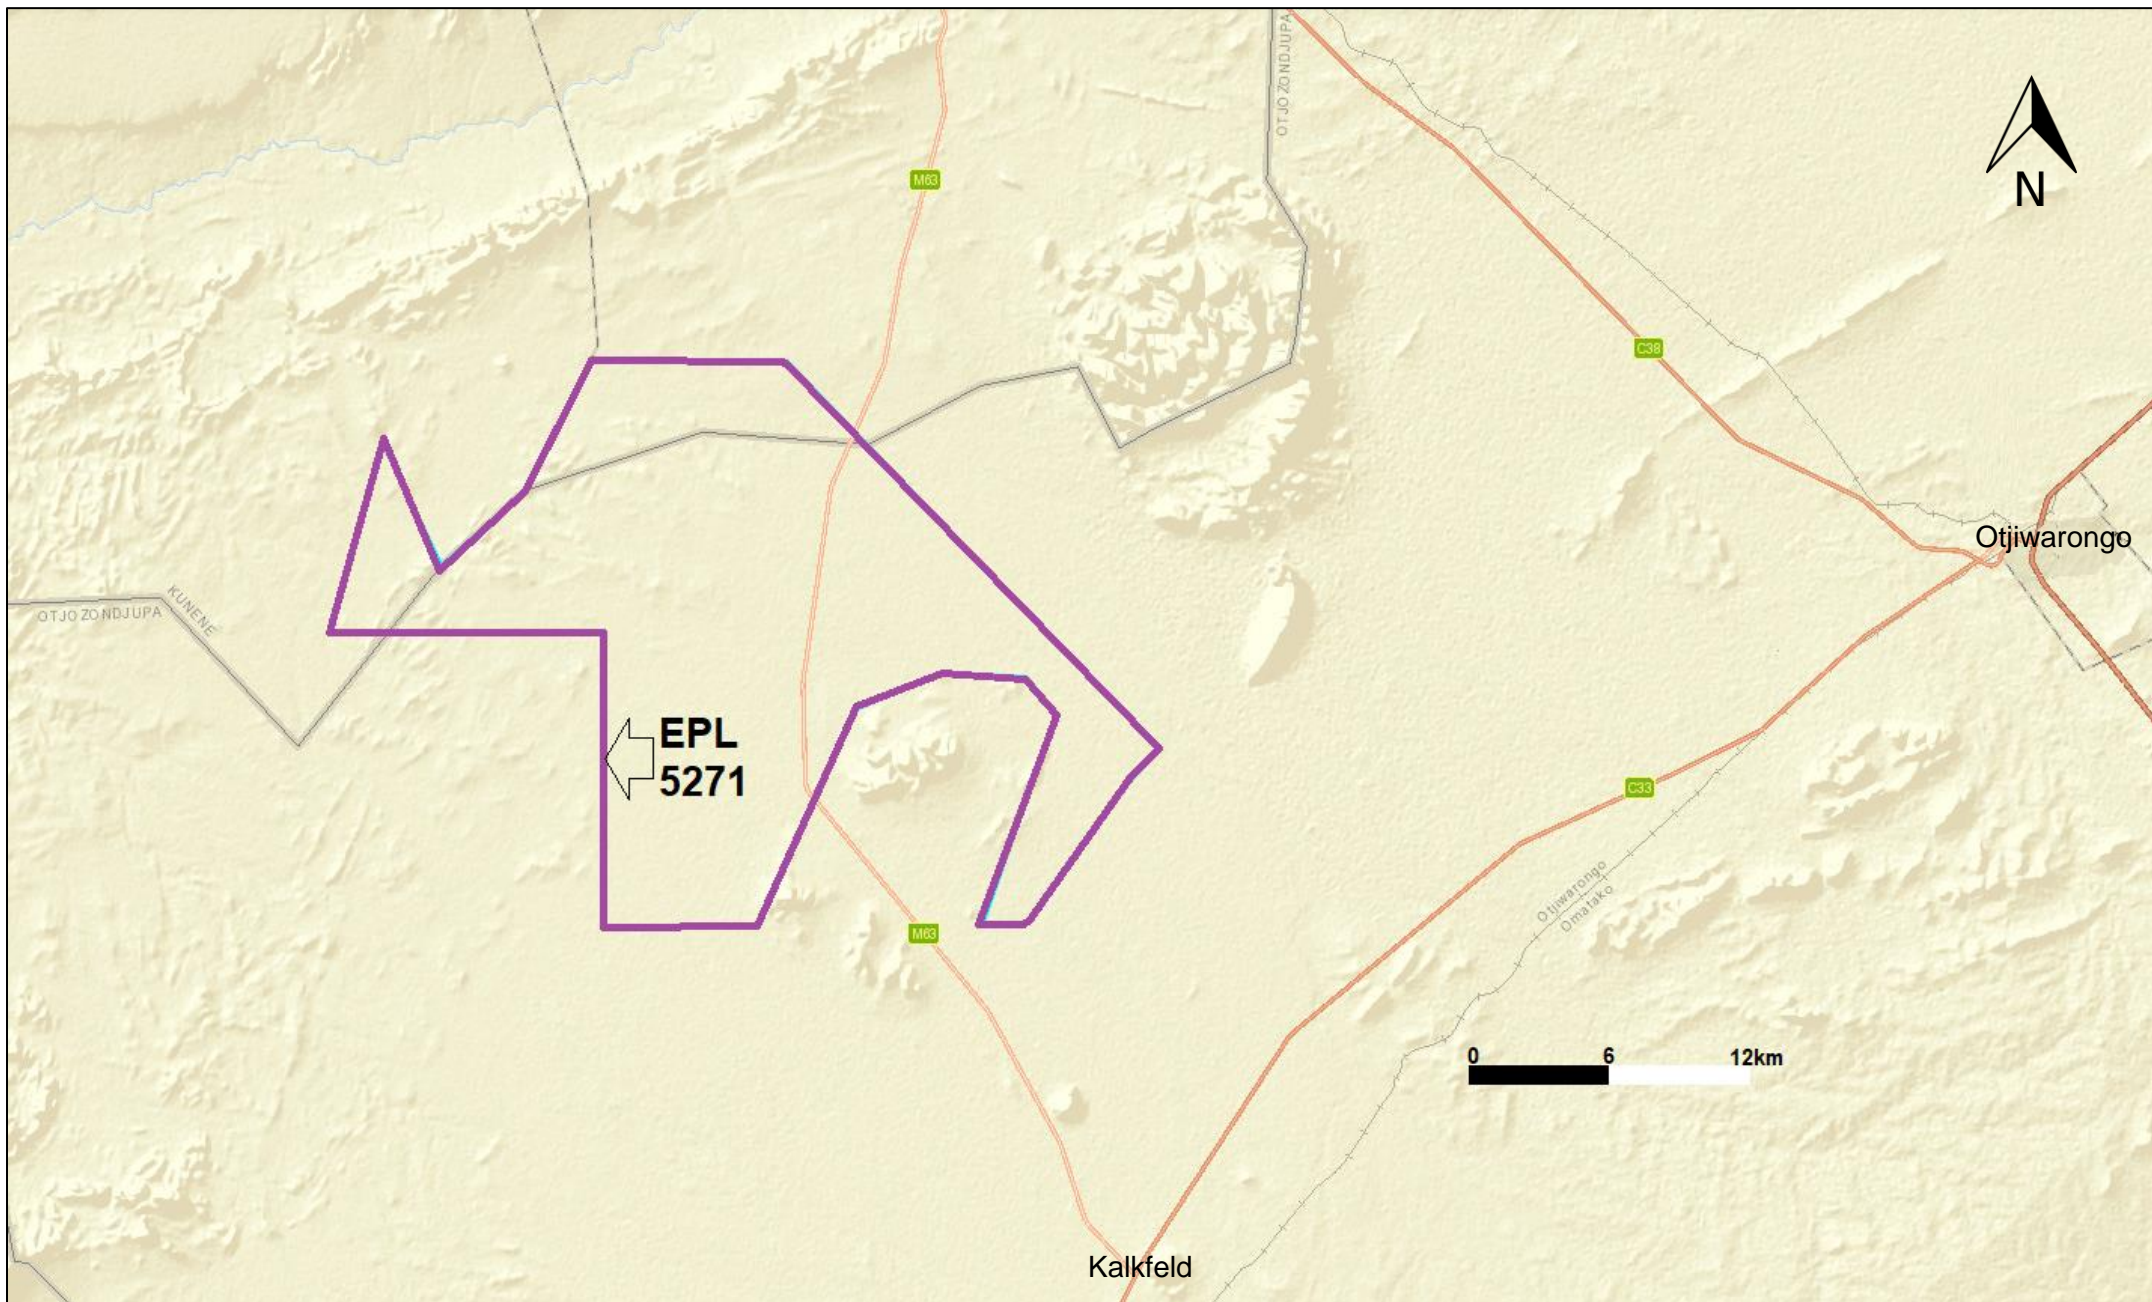 OTJOZONDJUPA
M63
N
C38
Otjiwarongo
OTJOZONDJUPA
KUNENE
EPL
5271
C33
Otjiwarongo
Omatako
M63
0 6 12km
Kalkfeld